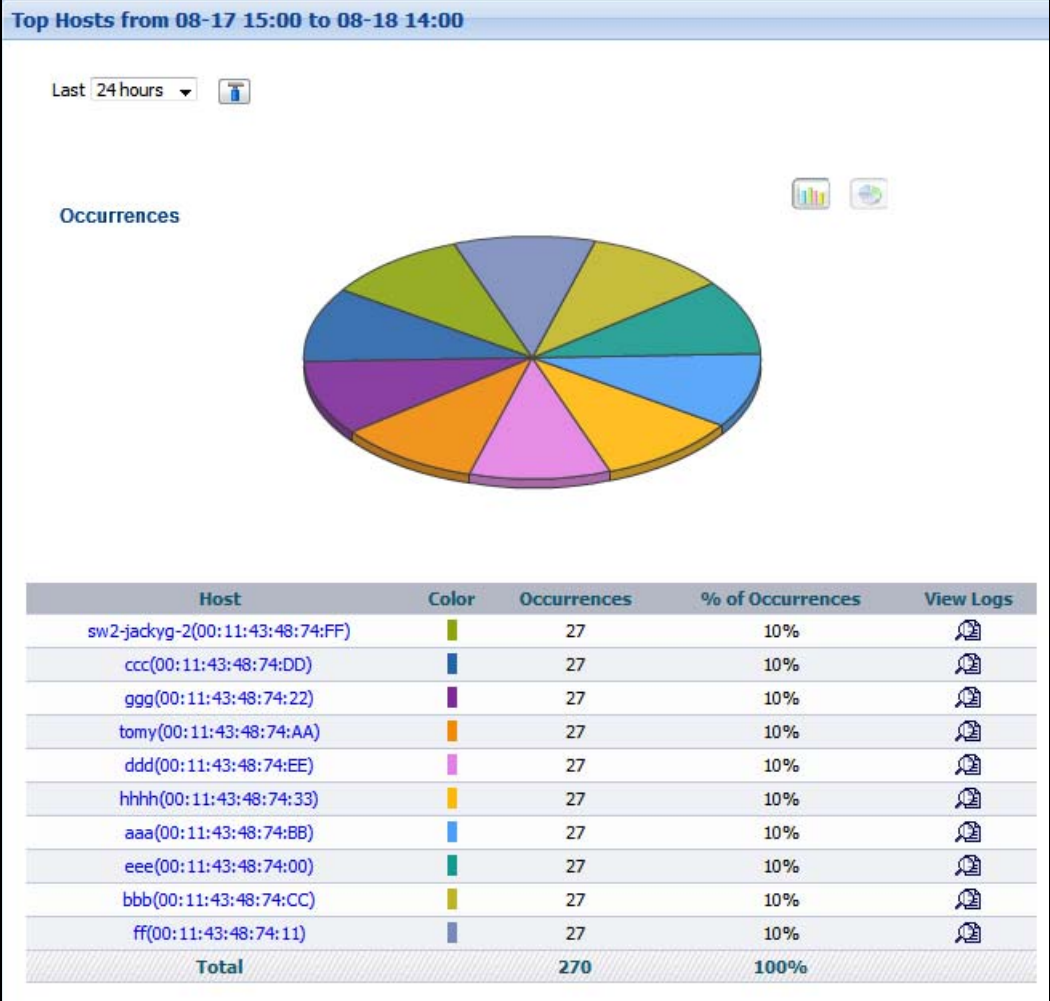 Top Hosts from 08-17 15:00 to 08-18 14:00
Last 24 hours
Occurrences
Host Color Occurrences % of Occurrences View Logs
sw2-jackyg-2(00:11:43:48:74:FF) 27 10%
ccc(00:11:43:48:74:DD) 27 10%
ggg(00:11:43:48:74:22) 27 10%
tomy(00:11:43:48:74:AA) 27 10%
ddd(00:11:43:48:74:EE) 27 10%
hhhh(00:11:43:48:74:33) 27 10%
aaa(00:11:43:48:74:BB) 27 10%
eee(00:11:43:48:74:00) 27 10%
bbb(00:11:43:48:74:CC) 27 10%
ff(00:11:43:48:74:11) 27 10%
Total 270 100%